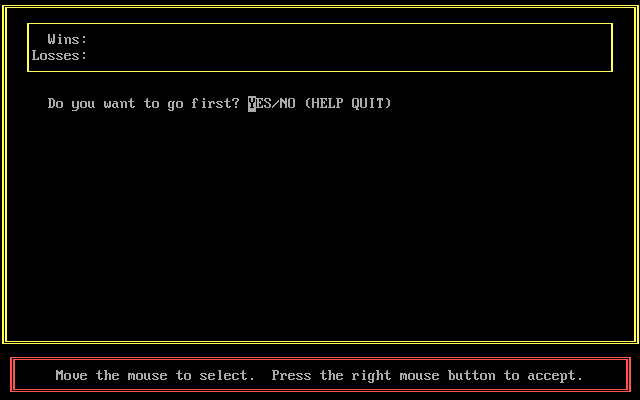 Wins:
Losses:
Do you want to go first? YES/NO (HELP QUIT)
Move the mouse to select.  Press the right mouse button to accept.